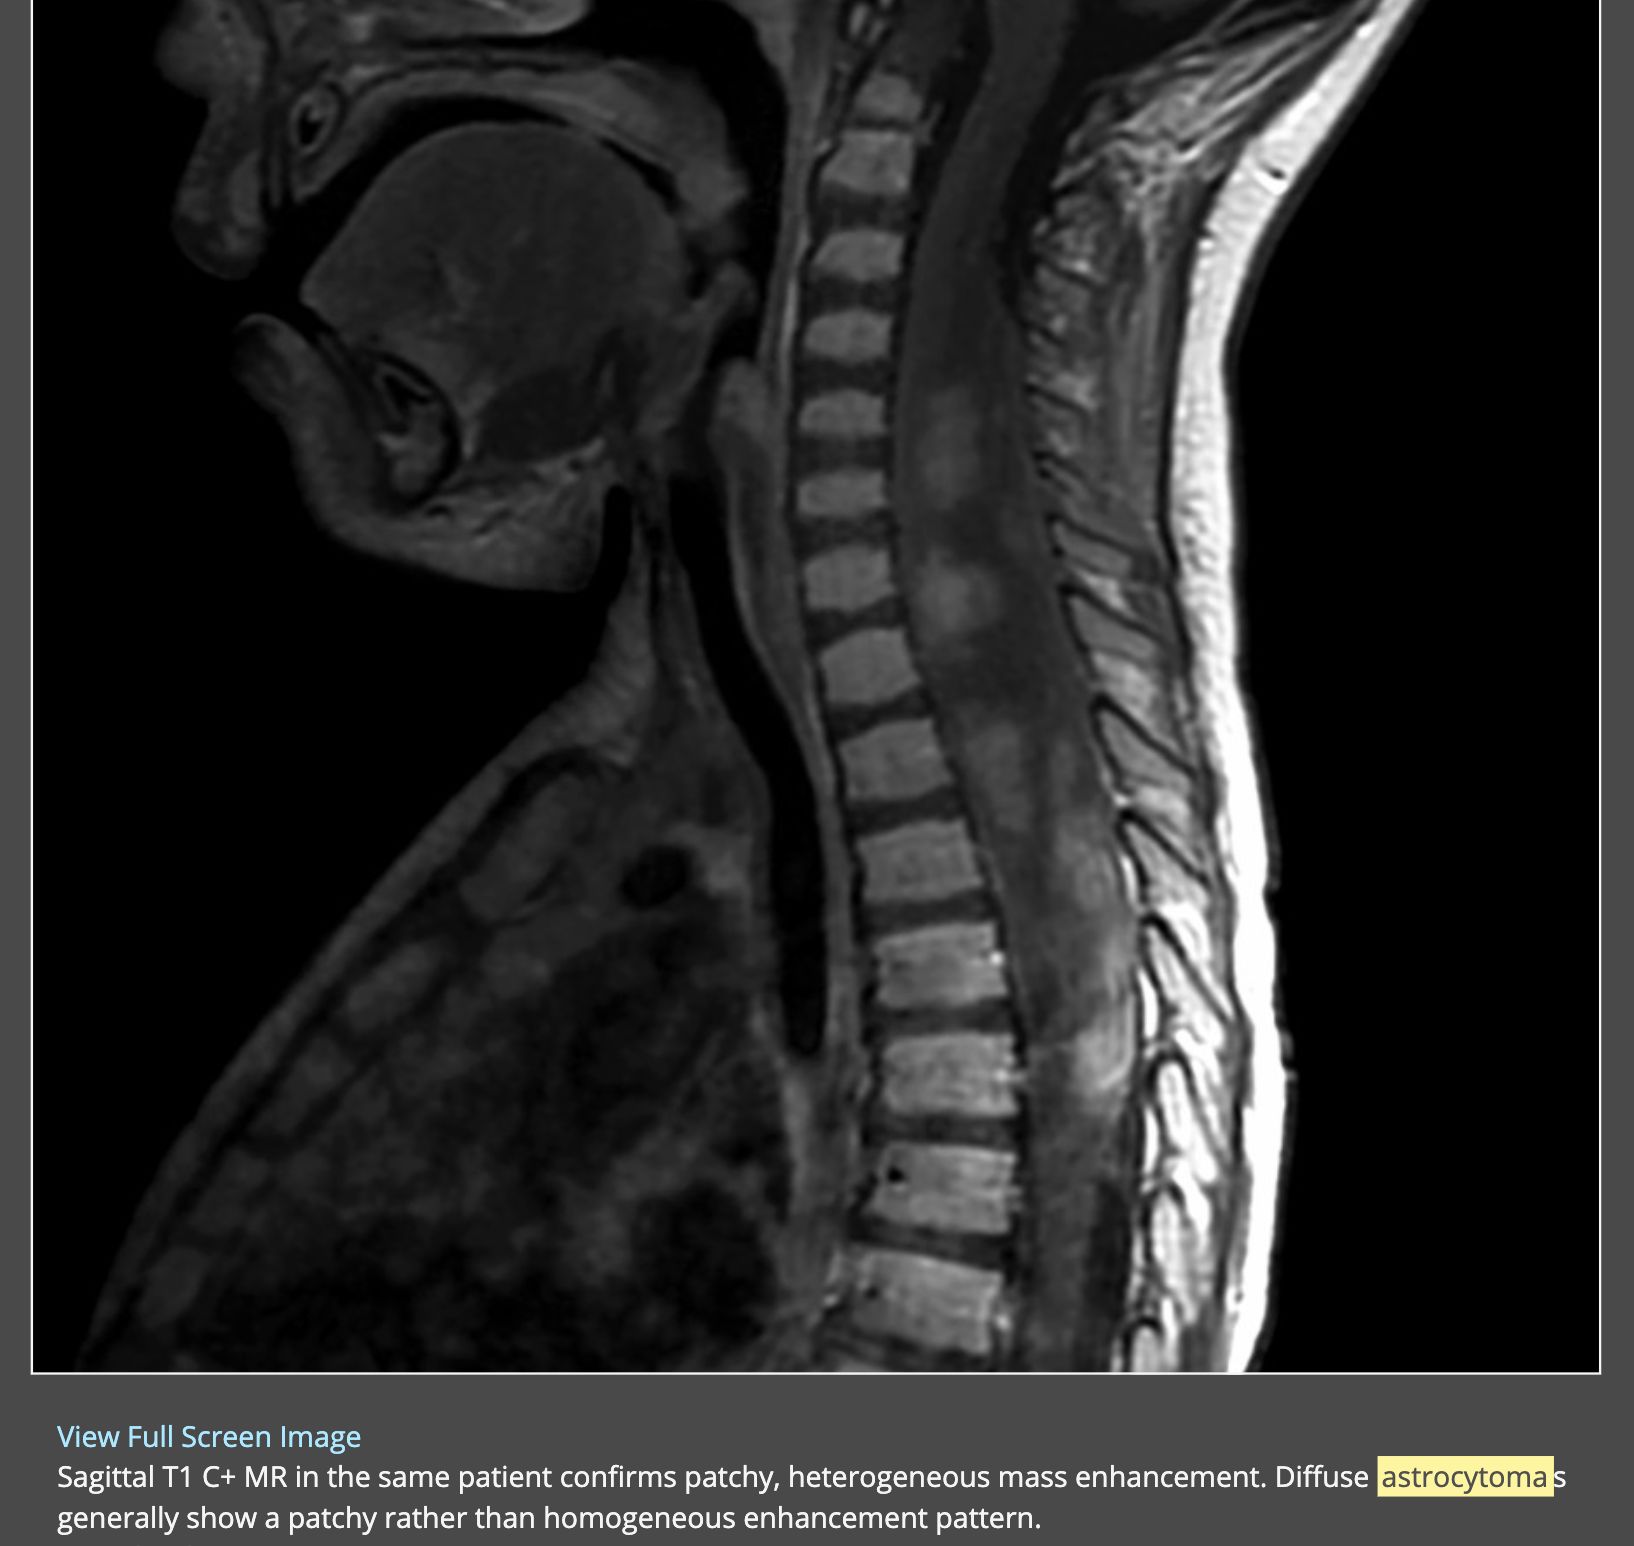 View Full Screen Image
Sagittal T1 C+ MR in the same patient confirms patchy, heterogeneous mass enhancement. Diffuse astrocytomas
generally show a patchy rather than homogeneous enhancement pattern.